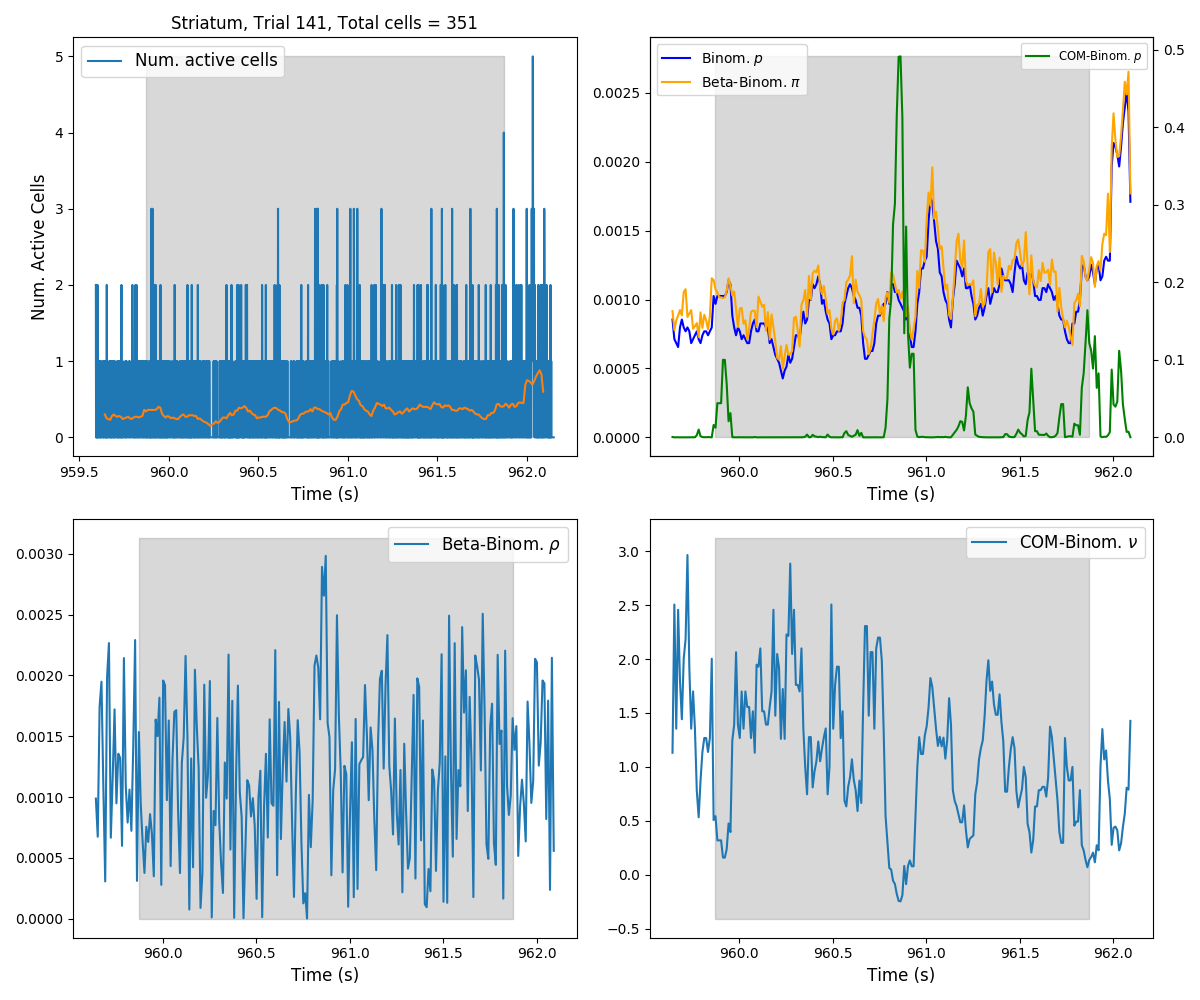 Striatum, Trial 141, Total cells = 351
Num. active cells
Num. Active Cells
5
4
3
2
1
0
959.5 960.0 960.5 961.0 961.5 962.0
Time (s)
Binom. p
Beta-Binom. π
COM-Binom. p
0.0025
0.0020
0.0015
0.0010
0.0005
0.0000
0.5
0.4
0.3
0.2
0.1
0.0
960.0 960.5 961.0 961.5 962.0
Time (s)
Beta-Binom. ρ
0.0030
0.0025
0.0020
0.0015
0.0010
0.0005
0.0000
960.0 960.5 961.0 961.5 962.0
Time (s)
COM-Binom. ν
3.0
2.5
2.0
1.5
1.0
0.5
0.0
−0.5
960.0 960.5 961.0 961.5 962.0
Time (s)